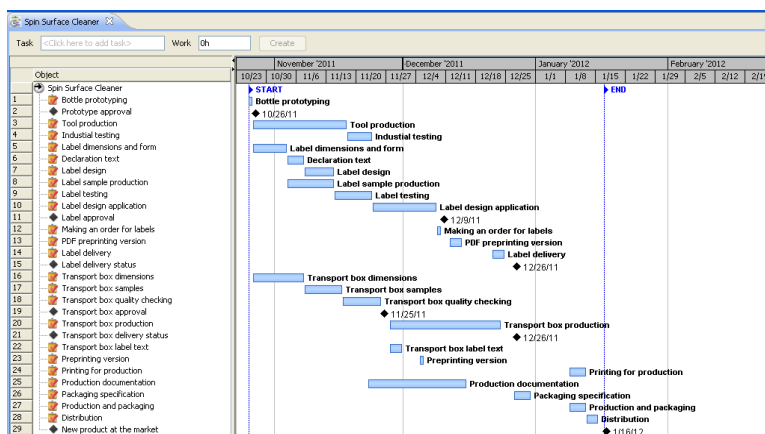 Spin Surface Cleaner
Task <Click here to add task> Work 0h Create
November '2011 December '2011 January '2012 February '2012
Object 10/23 10/30 11/6 11/13 11/20 11/27 12/4 12/11 12/18 12/25 1/1 1/8 1/15 1/22 1/29 2/5 2/12 2/19
Spin Surface Cleaner START END
1 Bottle prototyping Bottle prototyping
2 Prototype approval 10/26/11
3 Tool production Tool production
4 Industial testing Industial testing
5 Label dimensions and form Label dimensions and form
6 Declaration text Declaration text
7 Label design Label design
8 Label sample production Label sample production
9 Label testing Label testing
10 Label design application Label design application
11 Label approval 12/9/11
12 Making an order for labels Making an order for labels
13 PDF preprinting version PDF preprinting version
14 Label delivery Label delivery
15 Label delivery status 12/26/11
16 Transport box dimensions Transport box dimensions
17 Transport box samples Transport box samples
18 Transport box quality checking Transport box quality checking
19 Transport box approval 11/25/11
20 Transport box production Transport box production
21 Transport box delivery status 12/26/11
22 Transport box label text Transport box label text
23 Preprinting version Preprinting version
24 Printing for production Printing for production
25 Production documentation Production documentation
26 Packaging specification Packaging specification
27 Production and packaging Production and packaging
28 Distribution Distribution
29 New product at the market 1/16/12